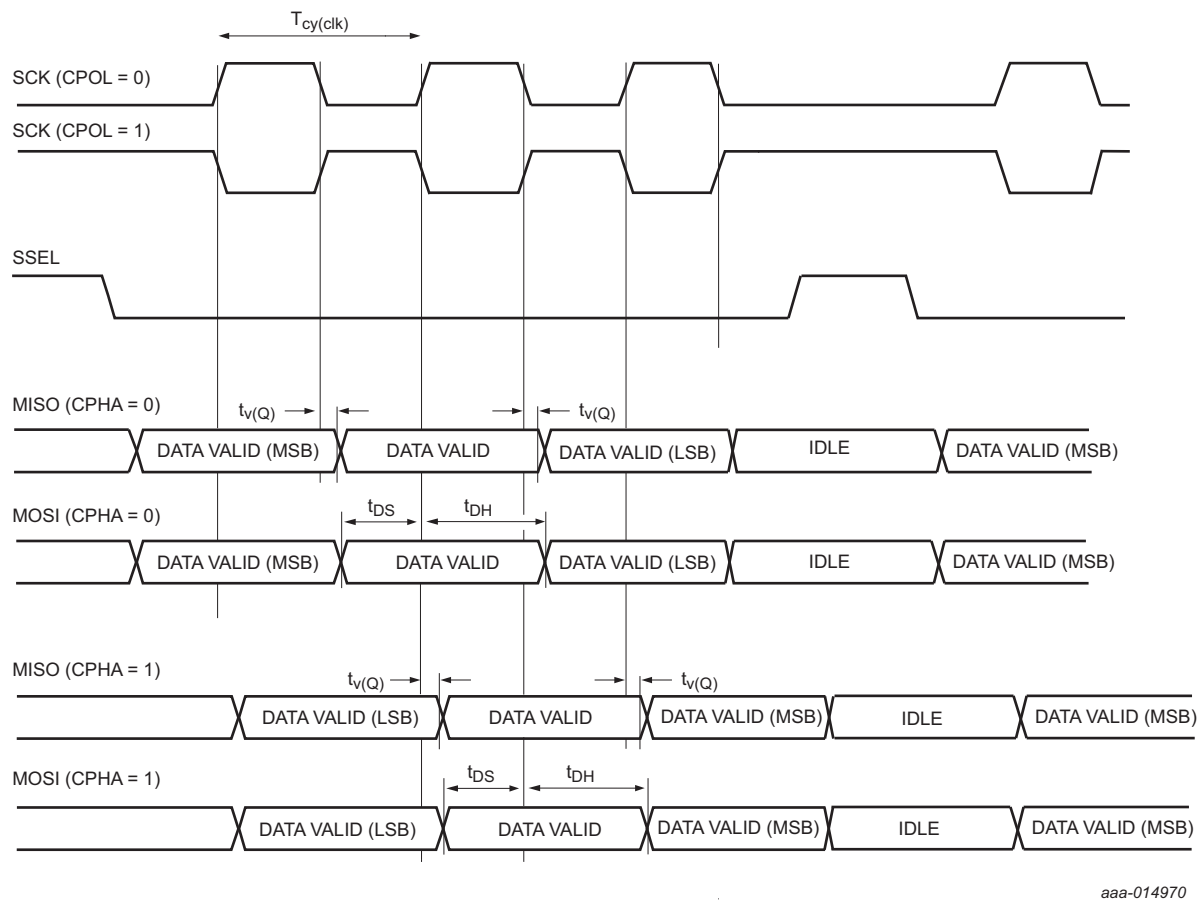 Tcy(clk)
SCK (CPOL = 0)
SCK (CPOL = 1)
SSEL
MISO (CPHA = 0)
tv(Q) tv(Q)
DATA VALID (MSB) DATA VALID DATA VALID (LSB) IDLE DATA VALID (MSB)
tDS tDH
MOSI (CPHA = 0)
DATA VALID (MSB) DATA VALID DATA VALID (LSB) IDLE DATA VALID (MSB)
MISO (CPHA = 1)
tv(Q) tv(Q)
DATA VALID (LSB) DATA VALID DATA VALID (MSB) IDLE DATA VALID (MSB)
tDS tDH
MOSI (CPHA = 1)
DATA VALID (LSB) DATA VALID DATA VALID (MSB) IDLE DATA VALID (MSB)
aaa-014970